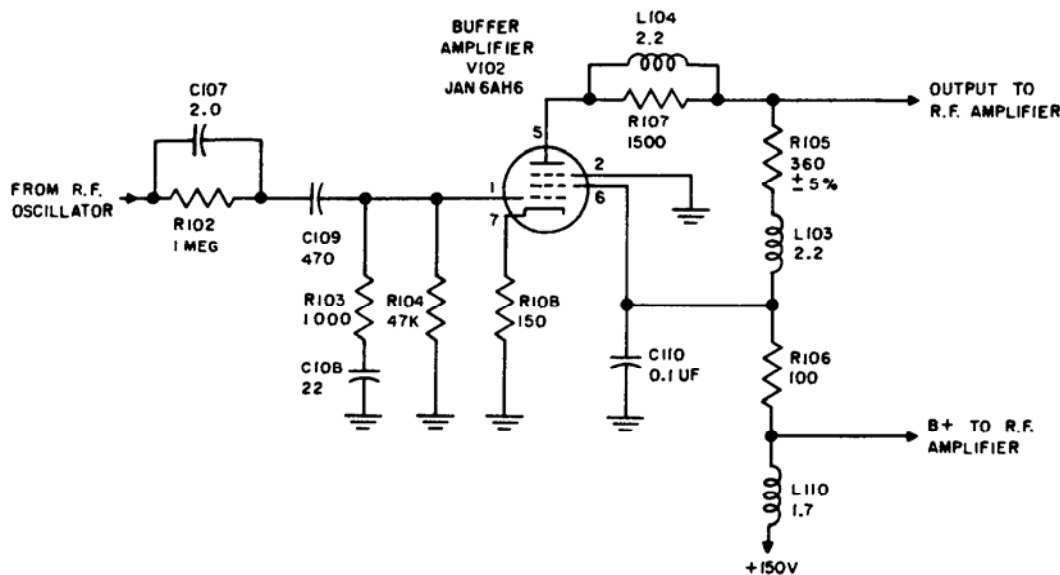 BUFFER
AMPLIFIER
V102
JAN 6AH6
L104
2.2
R107
1500
OUTPUT TO
R.F. AMPLIFIER
C107
2.0
FROM R.F.
OSCILLATOR
R102
1 MEG
C109
470
R103
1000
C108
22
R104
47K
5
1
7
2
6
R108
150
C110
0.1 UF
R105
360
± 5%
L103
2.2
R106
100
B+ TO R.F.
AMPLIFIER
L110
1.7
+150V